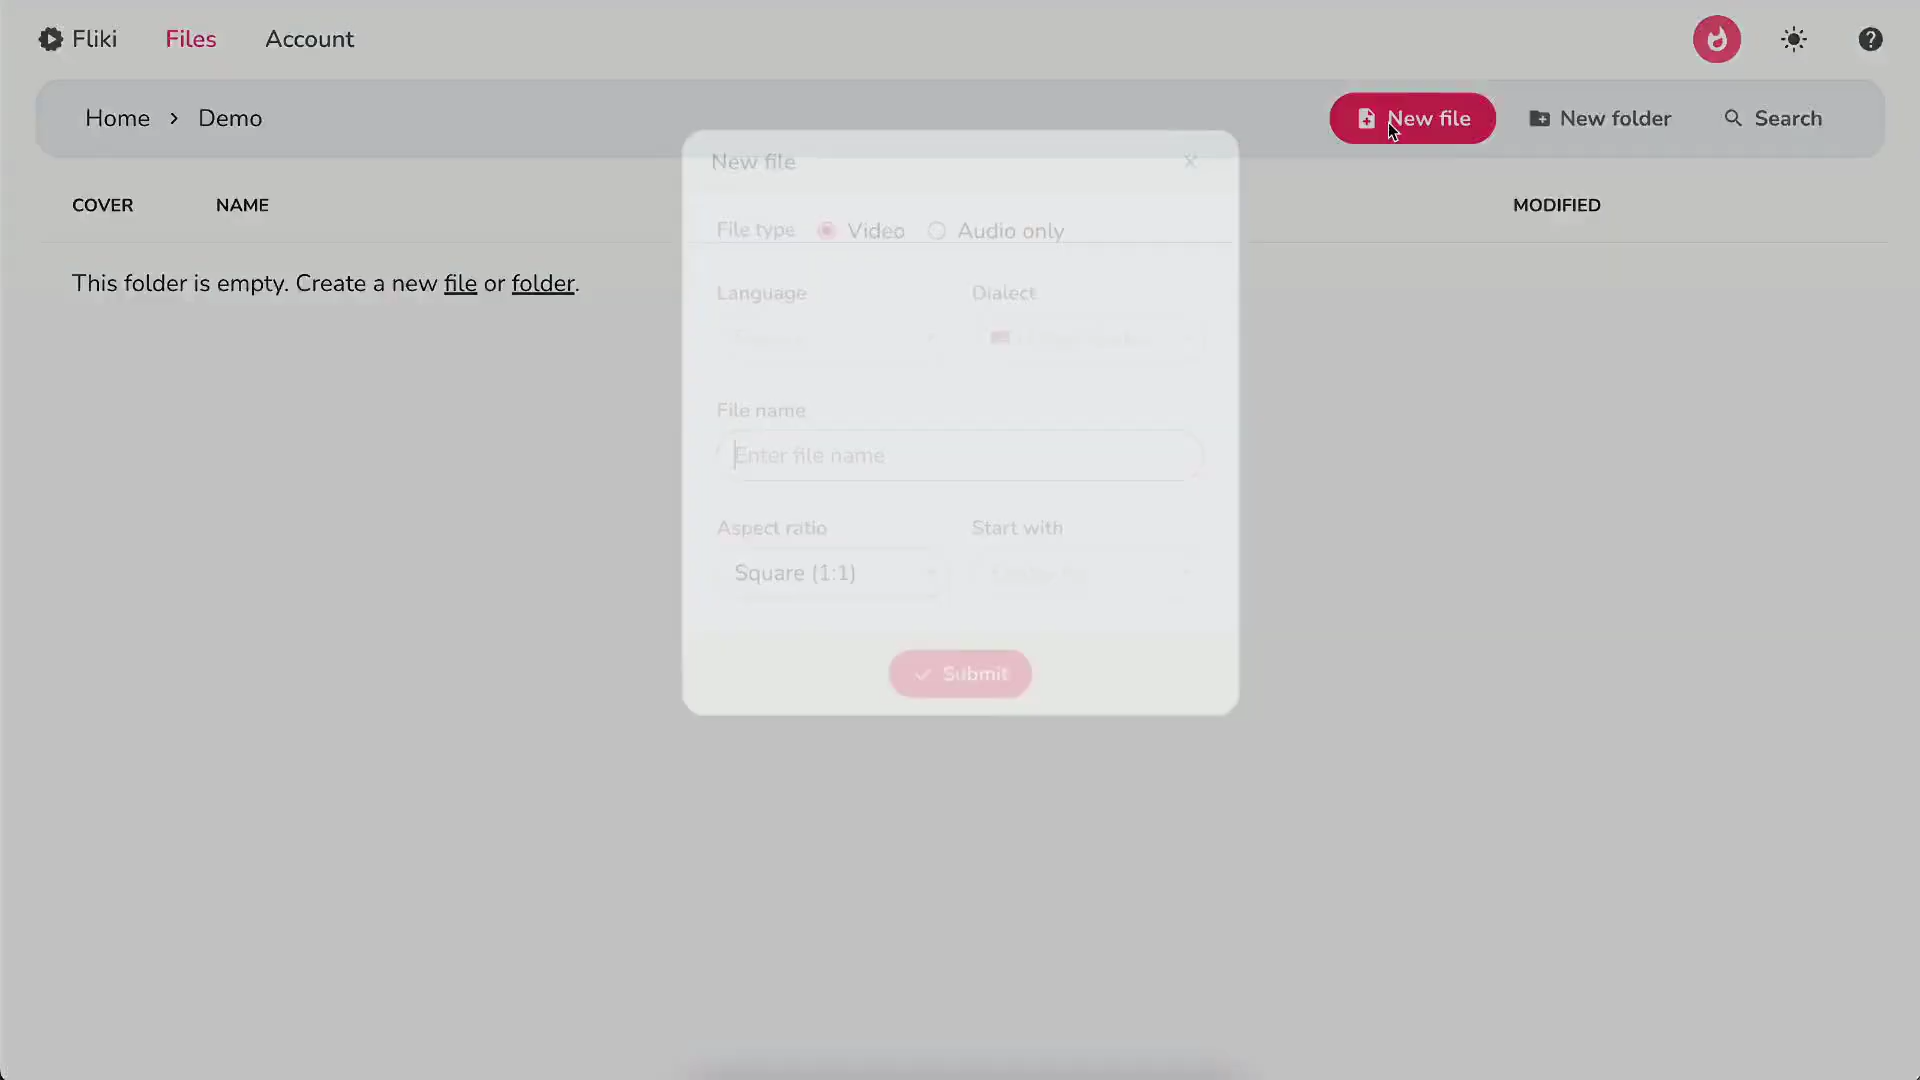 Fliki Files Account
Home > Demo New file New folder Search
New file ×
COVER NAME MODIFIED
File type Video Audio only
This folder is empty. Create a new file or folder.
Language Dialect
File name
Enter file name
Aspect ratio Start with
Square (1:1)
Submit